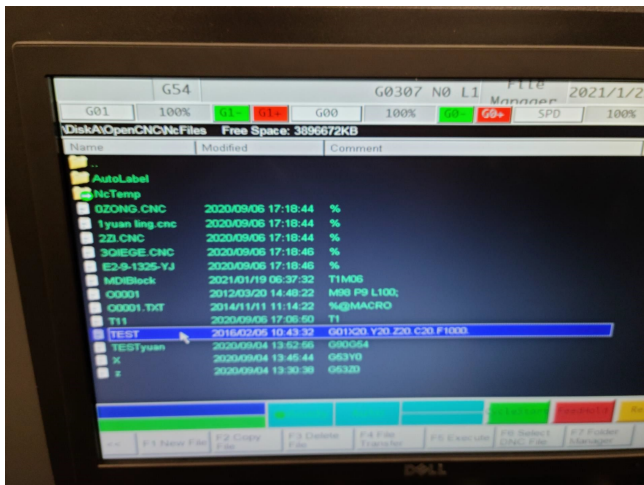 G54 G0307 N0 L1 File Manager 2021/1/2
G01 100% G1- G1+ G00 100% G0- G0+ SPD 100%
\DiskA\OpenCNC\NcFiles Free Space: 3896672KB
Name Modified Comment
..
AutoLabel
NcTemp
0ZONG.CNC 2020/09/06 17:18:44 %
1yuan ling.cnc 2020/09/06 17:18:44 %
2ZI.CNC 2020/09/06 17:18:44 %
3QIEGE.CNC 2020/09/06 17:18:46 %
E2-9-1325-YJ 2020/09/06 17:18:46 %
MDIBlock 2021/01/19 06:37:32 T1M06
O0001 2012/03/20 14:48:22 M98 P9 L100;
O0001.TXT 2014/11/11 11:14:22 %@MACRO
T11 2020/09/06 17:06:50 T1
TEST 2016/02/05 10:43:32 G01X20.Y20.Z20.C20.F1000.
TESTyuan 2020/09/04 13:52:56 G90G54
X 2020/09/04 13:45:44 G53Y0
z 2020/09/04 13:30:38 G53Z0
FeedHold Re
<< F1 New File F2 Copy File F3 Delete File F4 File Transfer F5 Execute F6 Select DNC File F7 Folder Manager
DELL